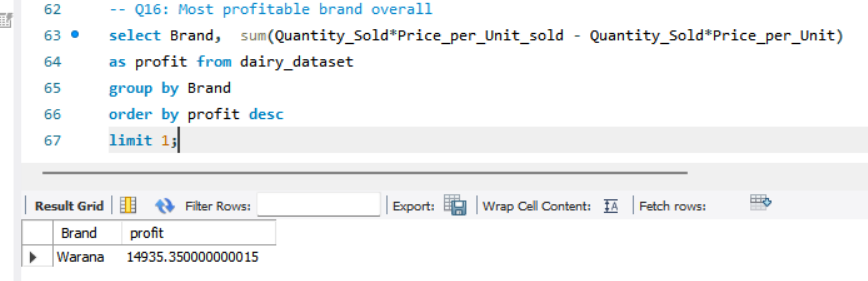 62 -- Q16: Most profitable brand overall
63 select Brand,  sum(Quantity_Sold*Price_per_Unit_sold - Quantity_Sold*Price_per_Unit)
64 as profit from dairy_dataset
65 group by Brand
66 order by profit desc
67 limit 1;
Result Grid Filter Rows: Export: Wrap Cell Content: IA Fetch rows:
Brand profit
Warana 14935.350000000015